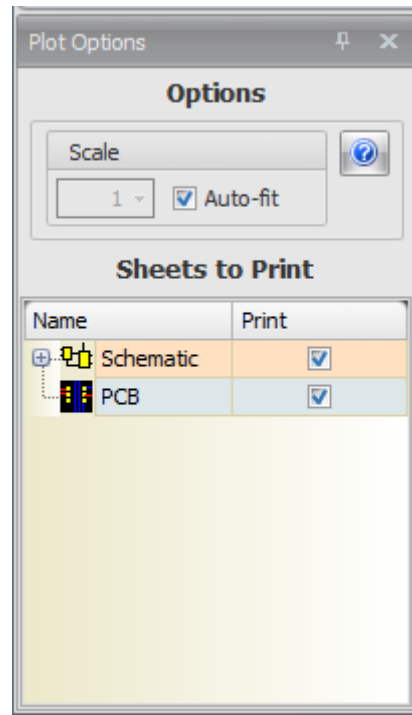 Plot Options
Options
Scale
1 Auto-fit
Sheets to Print
Name Print
Schematic
PCB